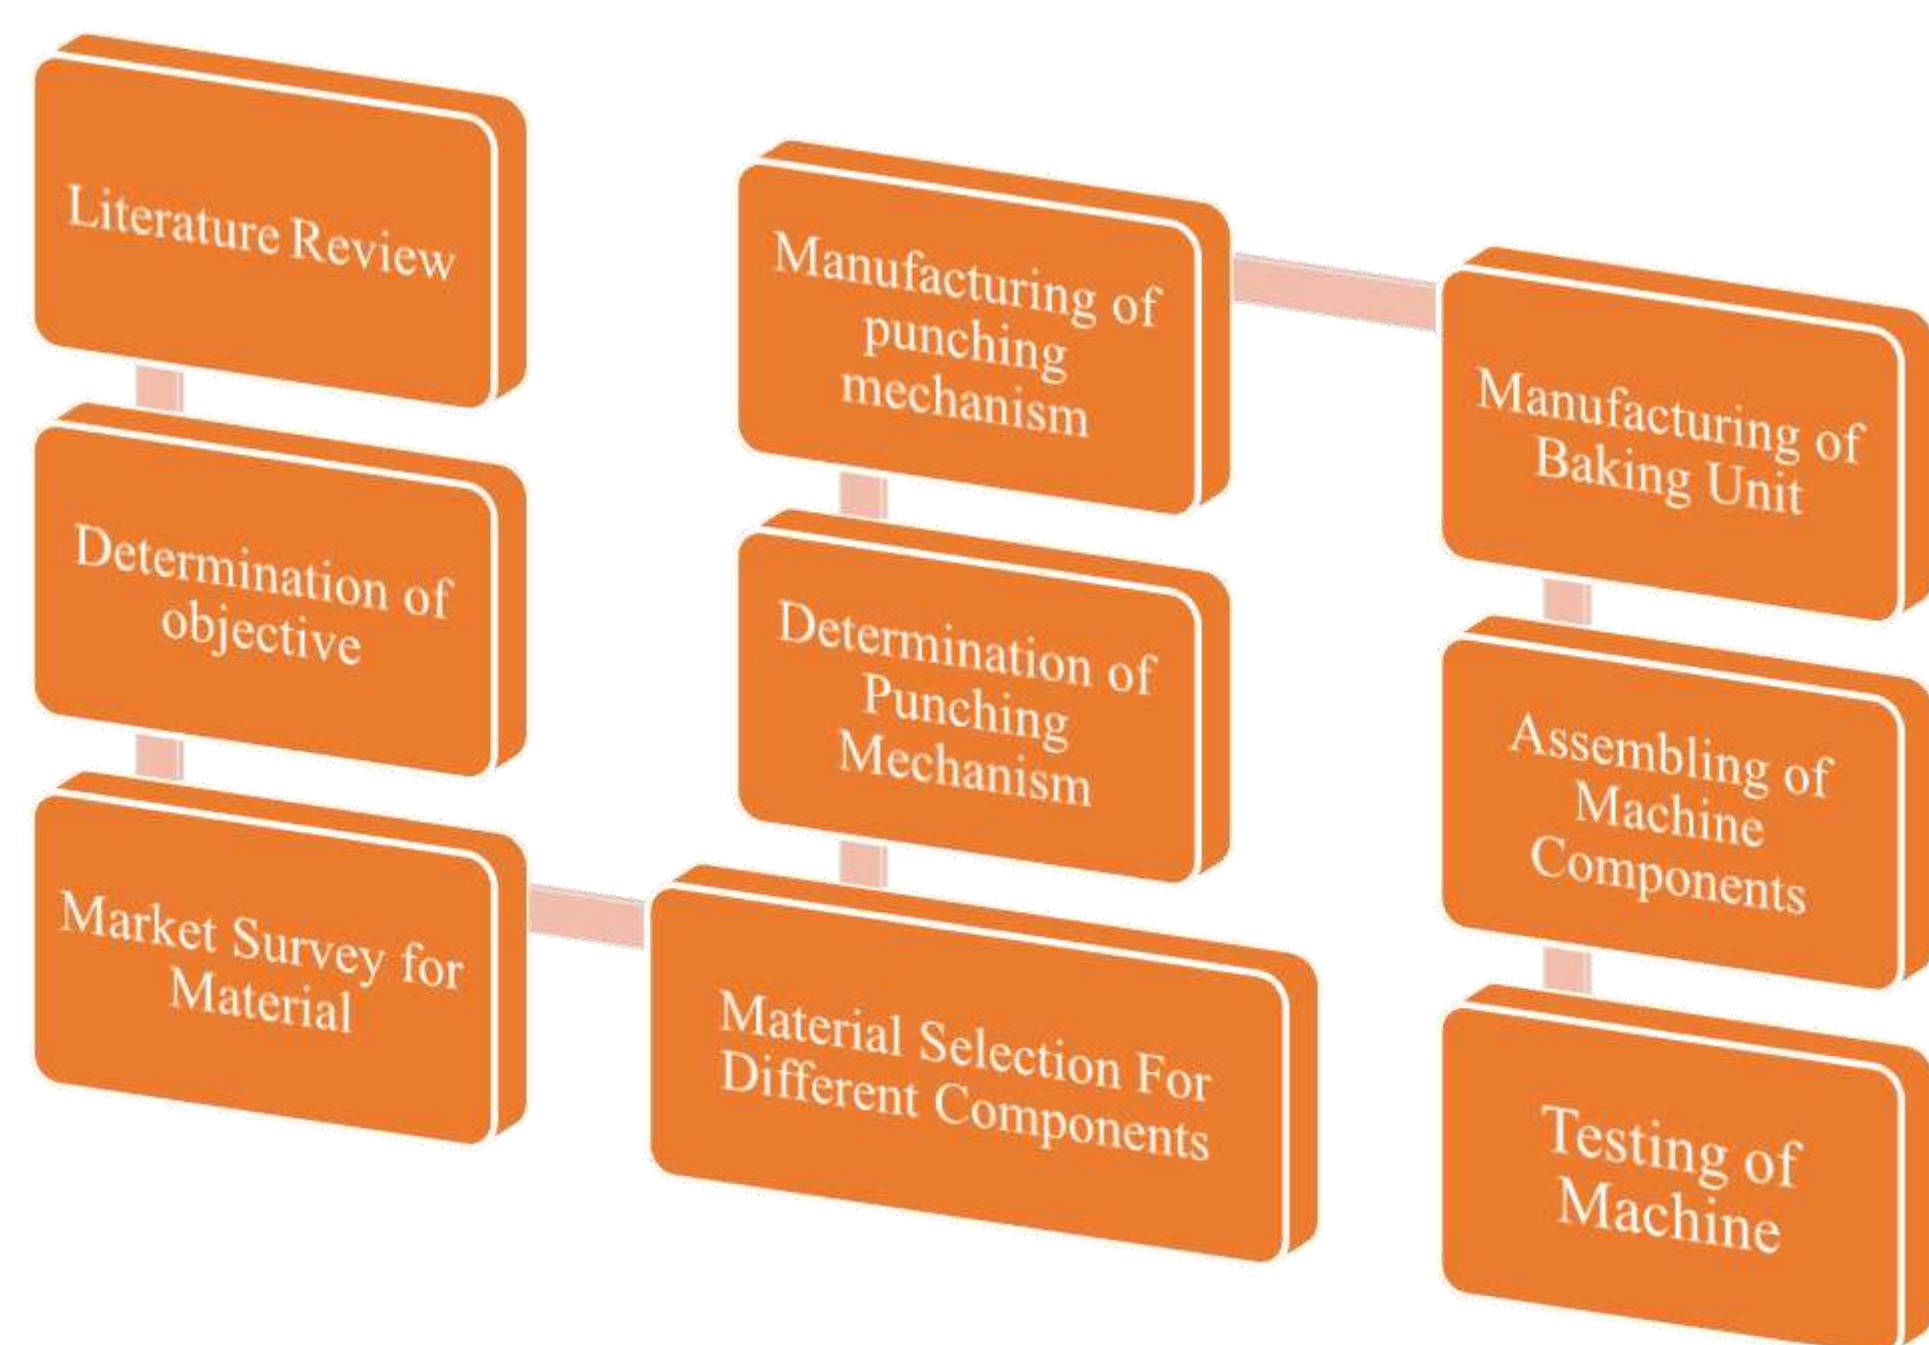 Literature Review
Determination of
objective
Market Survey for
Material
Material Selection For
Different Components
Determination of
Punching
Mechanism
Manufacturing of
punching
mechanism
Manufacturing of
Baking Unit
Assembling of
Machine
Components
Testing of
Machine